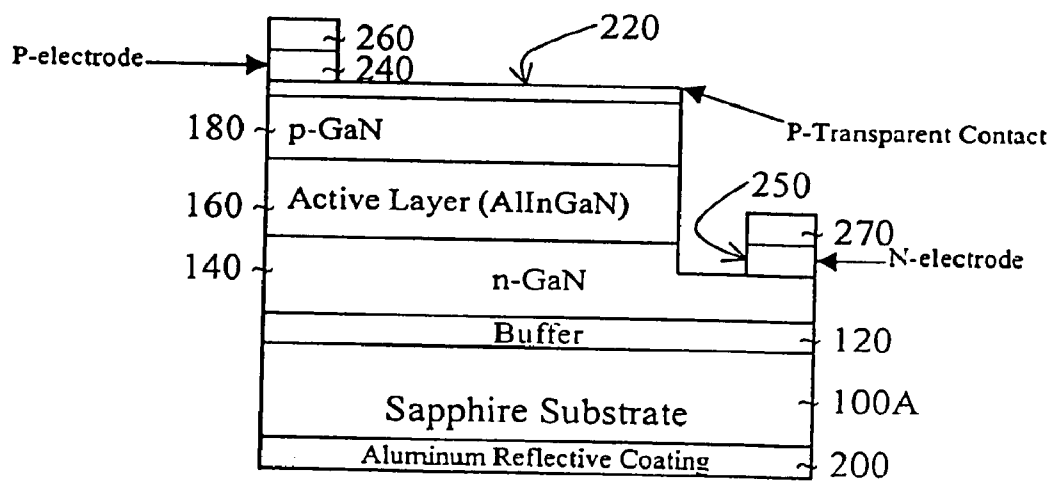 260
220
P-electrode
240
180
p-GaN
P-Transparent Contact
250
160
Active Layer (AlInGaN)
270
140
n-GaN
N-electrode
Buffer
120
Sapphire Substrate
100A
Aluminum Reflective Coating
200